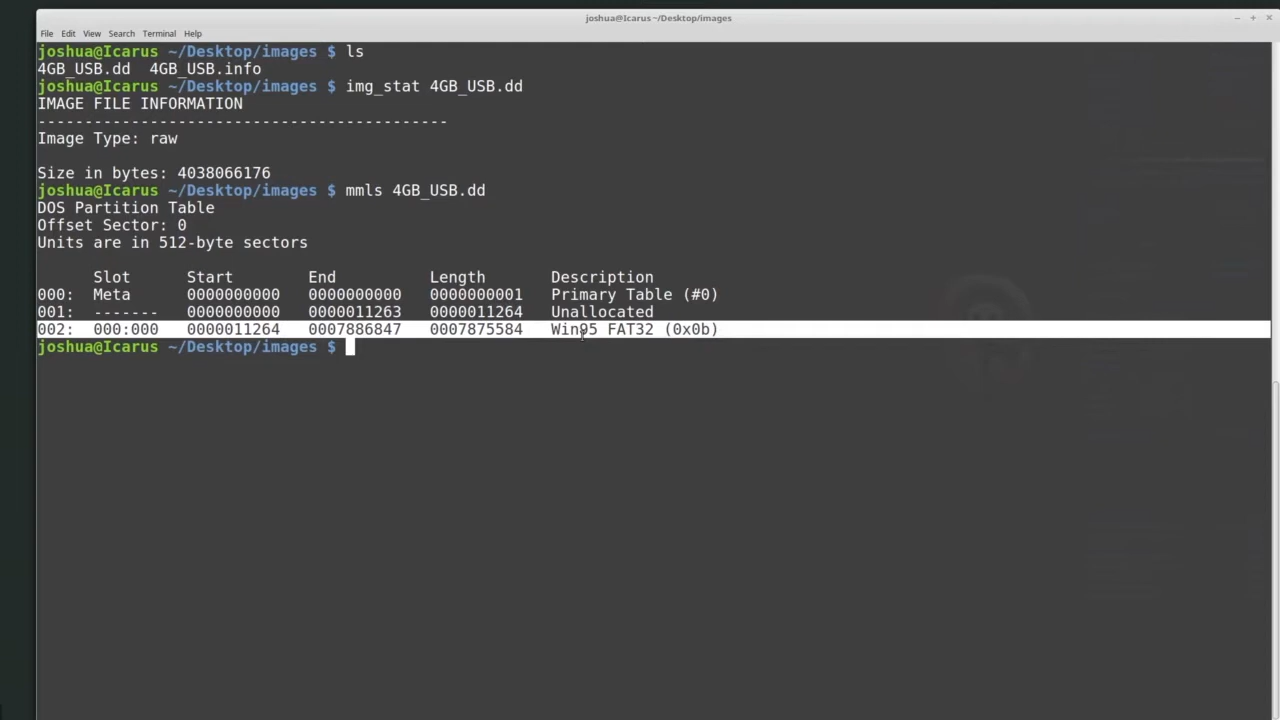 joshua@Icarus ~/Desktop/images
File Edit View Search Terminal Help
joshua@Icarus ~/Desktop/images $ ls
4GB_USB.dd  4GB_USB.info
joshua@Icarus ~/Desktop/images $ img_stat 4GB_USB.dd
IMAGE FILE INFORMATION
--------------------------------------------
Image Type: raw
Size in bytes: 4038066176
joshua@Icarus ~/Desktop/images $ mmls 4GB_USB.dd
DOS Partition Table
Offset Sector: 0
Units are in 512-byte sectors
Slot Start End Length Description
000: Meta 0000000000 0000000000 0000000001 Primary Table (#0)
001: ------- 0000000000 0000011263 0000011264 Unallocated
002: 000:000 0000011264 0007886847 0007875584 Win95 FAT32 (0x0b)
joshua@Icarus ~/Desktop/images $